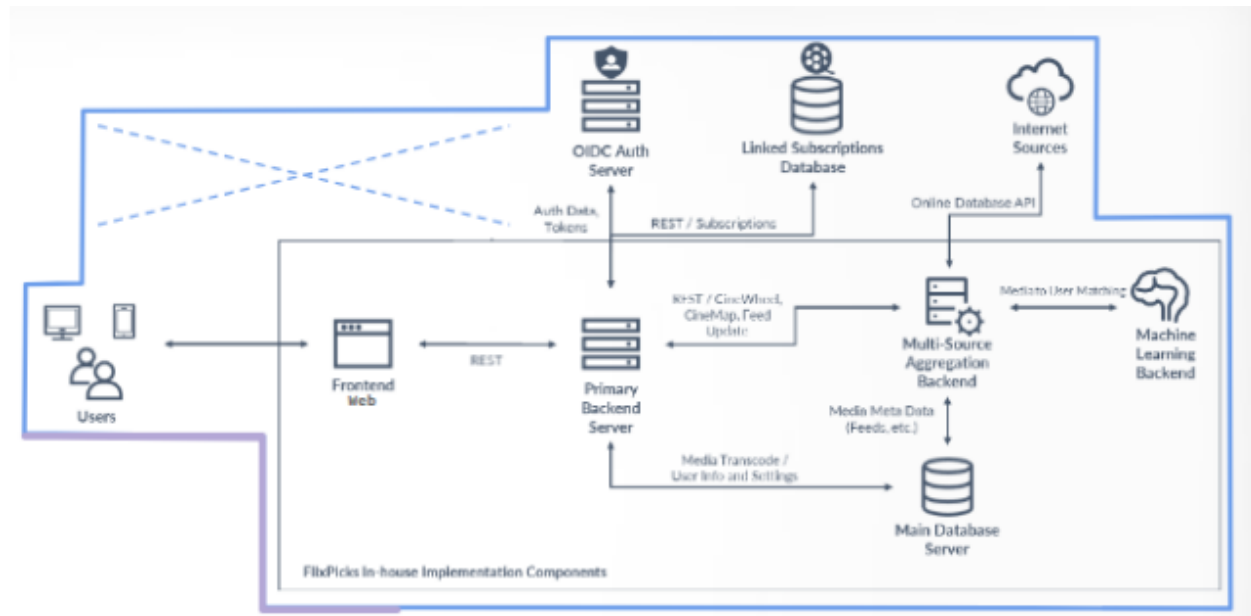 OIDC Auth
Server
Linked Subscriptions
Database
Internet
Sources
Auth Data,
Tokens
REST / Subscriptions
Online Database API
Users
Frontend
Web
REST
Primary
Backend
Server
REST / CineWheel,
CineMap, Feed
Update
Multi-Source
Aggregation
Backend
Media to User Matching
Machine
Learning
Backend
Media Meta Data
(Feeds, etc.)
Media Transcode /
User Info and Settings
Main Database
Server
FlixPicks In-house Implementation Components